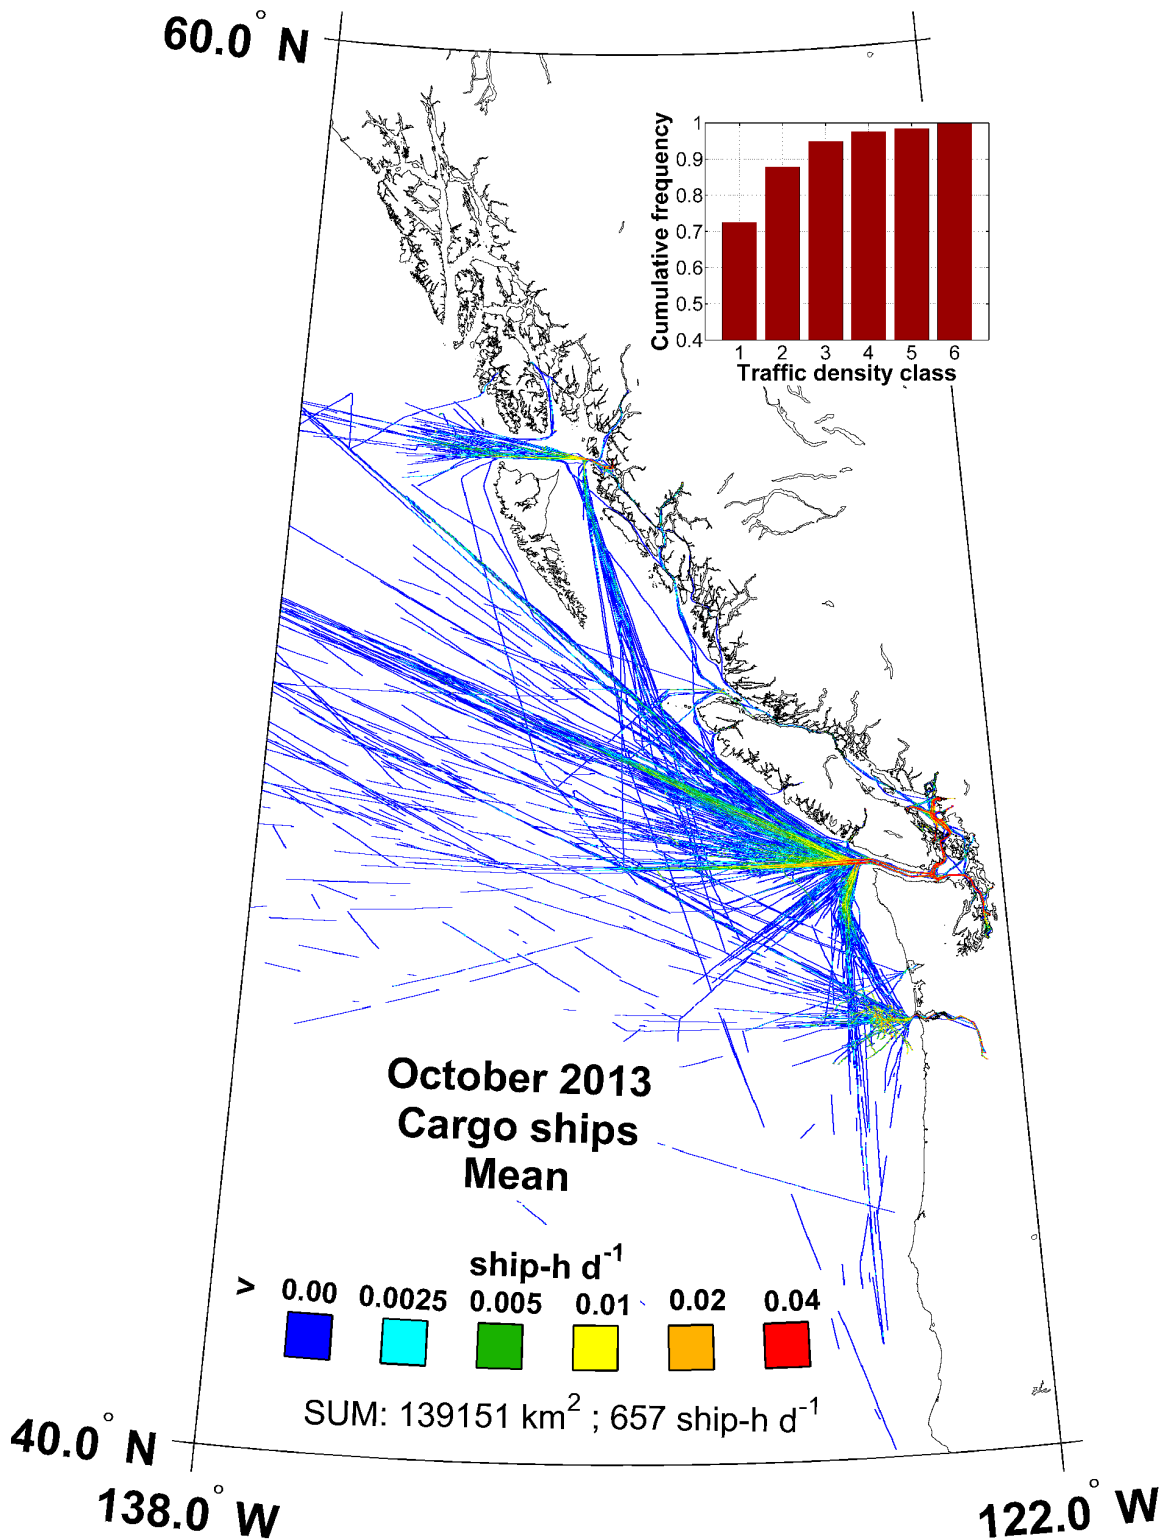 60.0° N
Cumulative frequency
1
0.9
0.8
0.7
0.6
0.5
0.4
1 2 3 4 5 6
Traffic density class
October 2013
Cargo ships
Mean
ship-h d⁻¹
> 0.00 0.0025 0.005 0.01 0.02 0.04
SUM: 139151 km² ; 657 ship-h d⁻¹
40.0° N
138.0° W
122.0° W